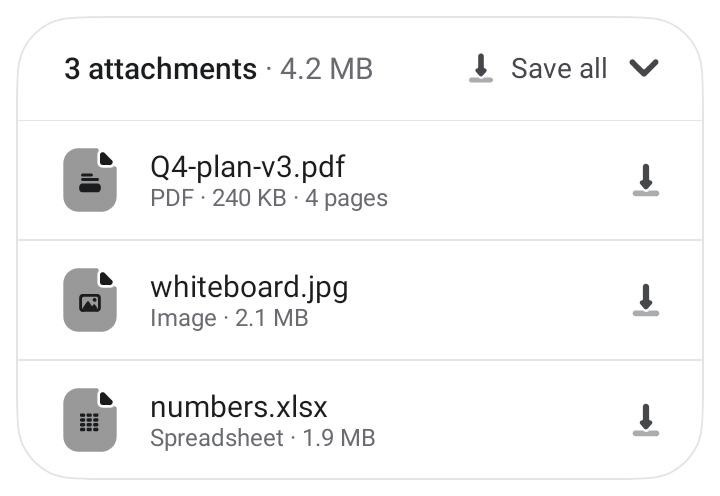 3 attachments · 4.2 MB Save all
Q4-plan-v3.pdf
PDF · 240 KB · 4 pages
whiteboard.jpg
Image · 2.1 MB
numbers.xlsx
Spreadsheet · 1.9 MB